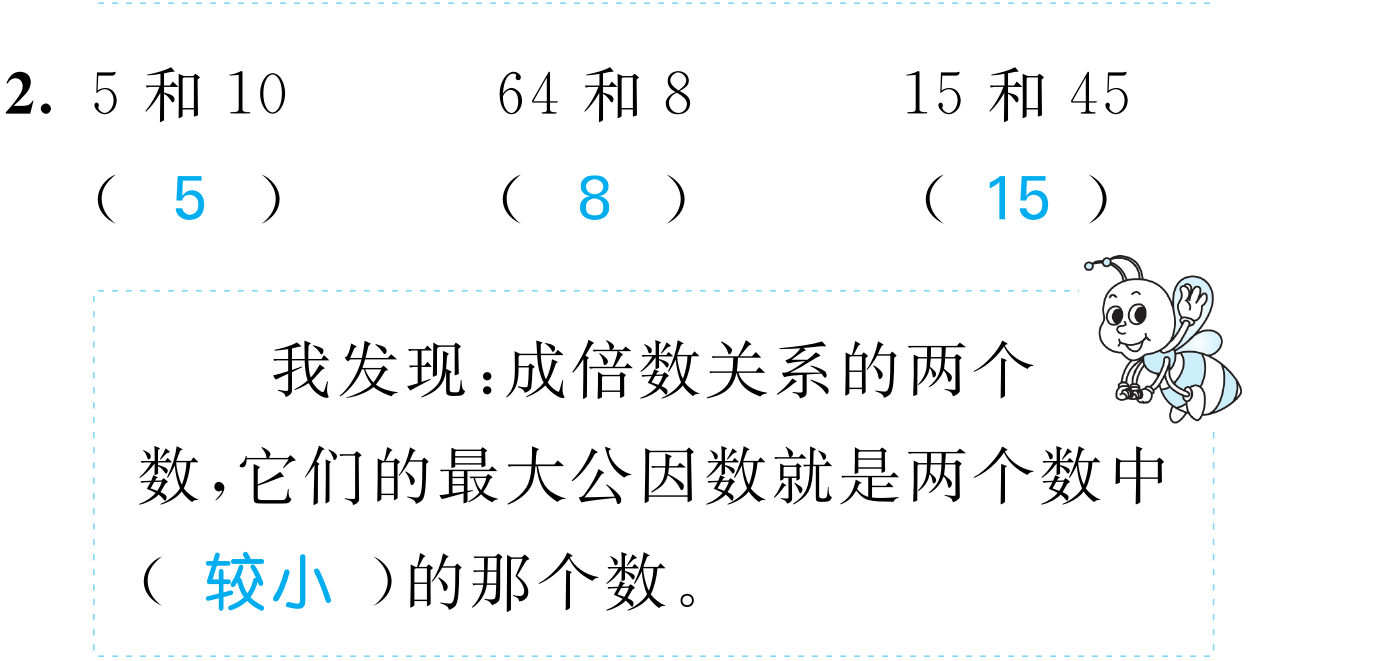 2. 5 和 10 64 和 8 15 和 45
( 5 ) ( 8 ) ( 15 )
我发现:成倍数关系的两个
数,它们的最大公因数就是两个数中
( 较小 )的那个数。